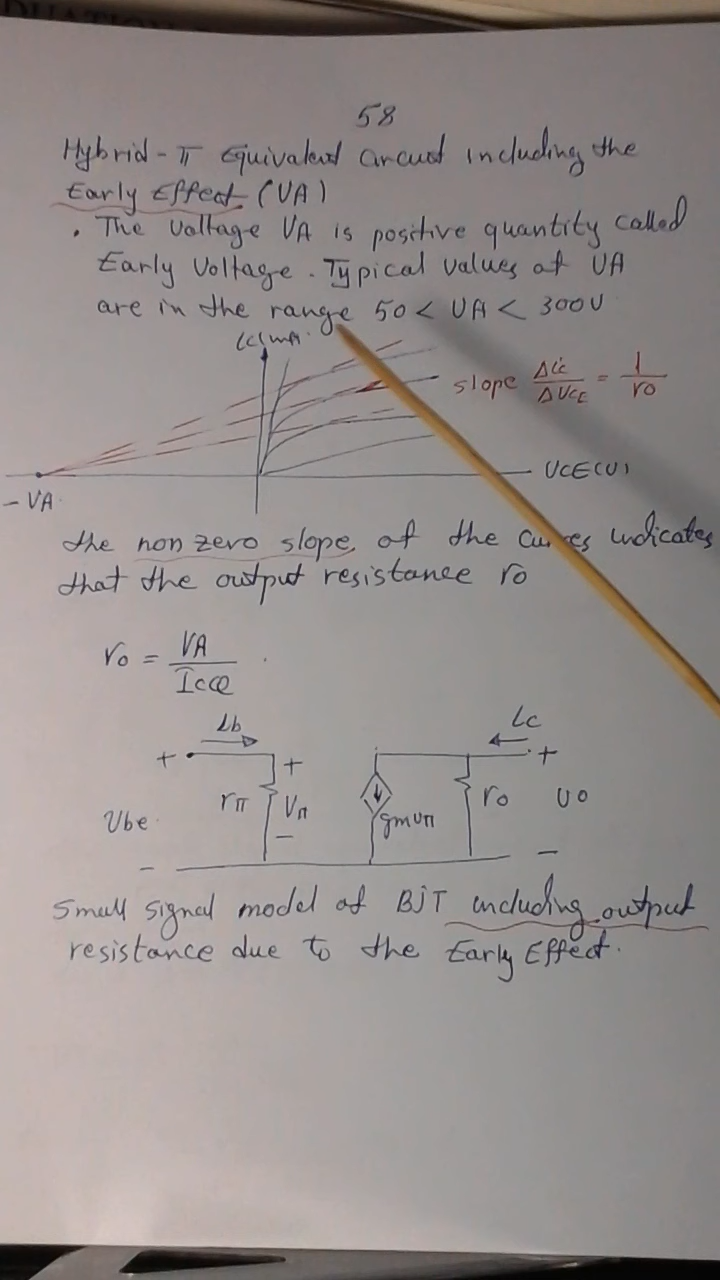 58
Hybrid-π Equivalent Circuit including the
Early Effect (VA)
. The Voltage VA is positive quantity called
Early Voltage. Typical values of VA
are in the range 50 < VA < 300V
ic(mA)
slope Δic/ΔVCE = 1/ro
VCE(V)
-VA
the non zero slope of the curves indicates
that the output resistance ro
ro = VA/ICQ
ib
ic
+ + +
rπ Vπ ro Vo
Vbe gmVπ
- - -
Small signal model of BJT including output
resistance due to the Early Effect.